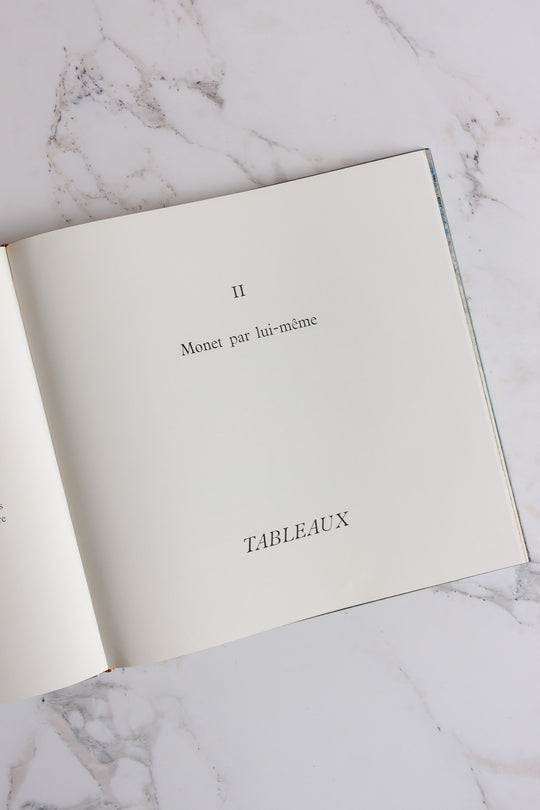 II
Monet par lui-même
TABLEAUX